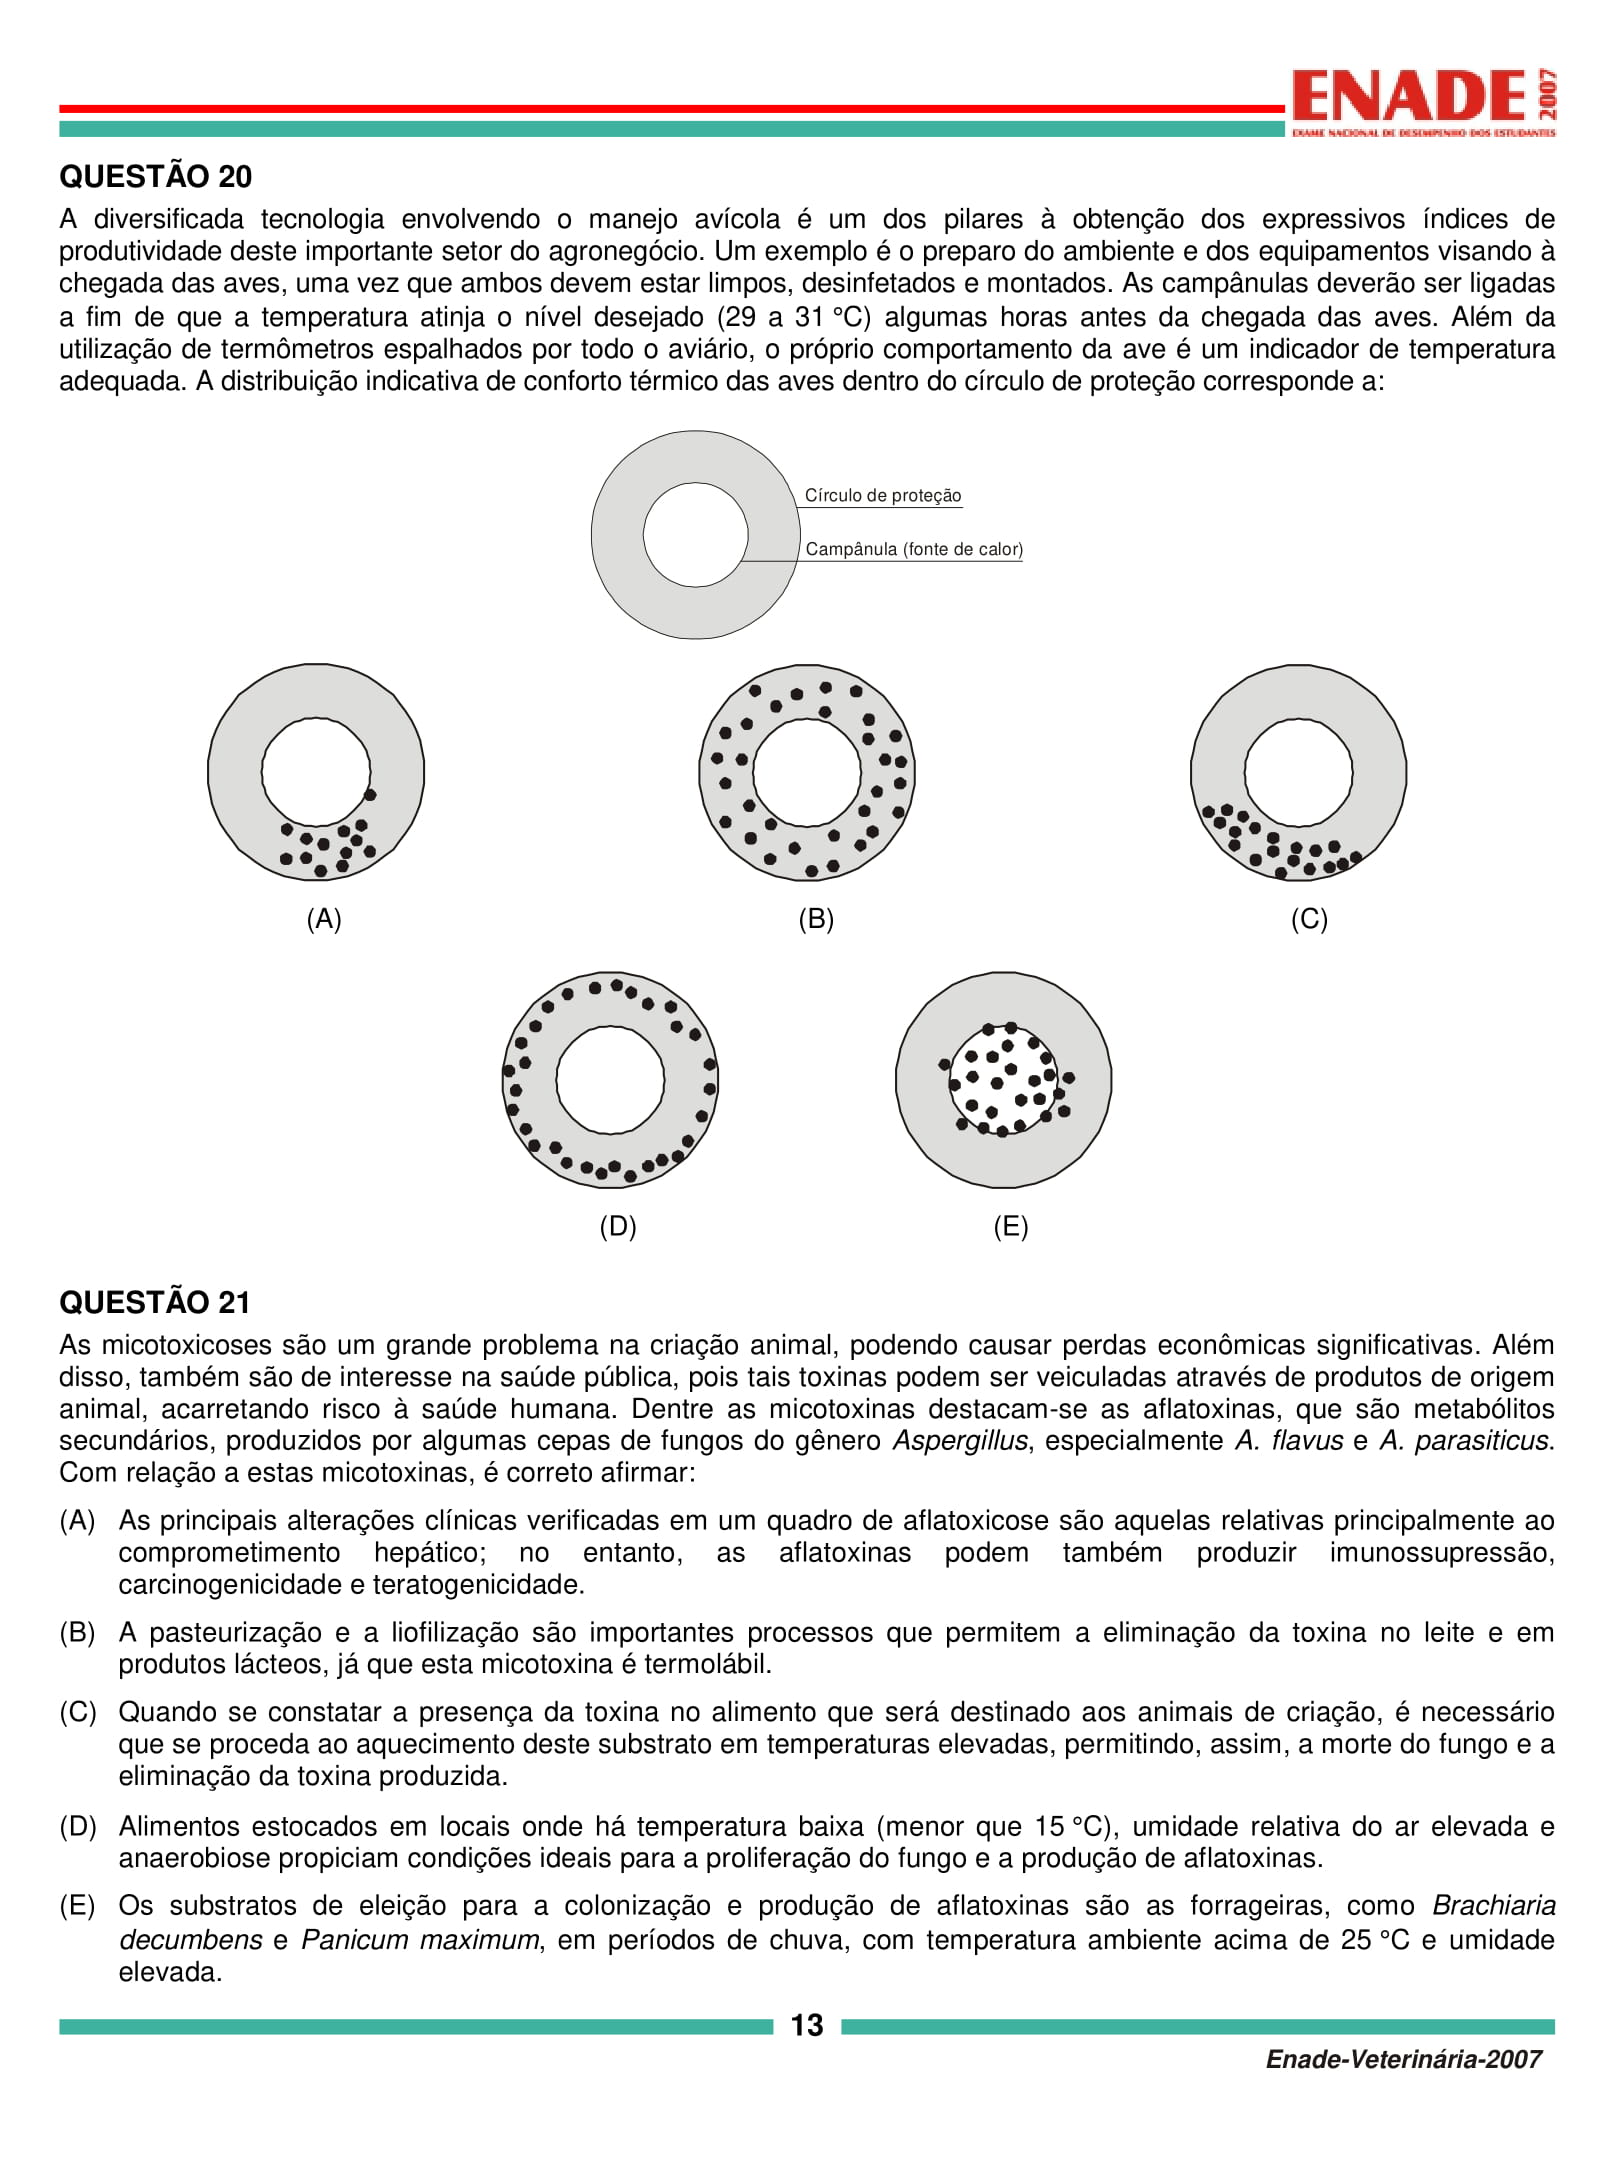 ENADE 2007
EXAME NACIONAL DE DESEMPENHO DOS ESTUDANTES
QUESTÃO 20
A diversificada tecnologia envolvendo o manejo avícola é um dos pilares à obtenção dos expressivos índices de
produtividade deste importante setor do agronegócio. Um exemplo é o preparo do ambiente e dos equipamentos visando à
chegada das aves, uma vez que ambos devem estar limpos, desinfetados e montados. As campânulas deverão ser ligadas
a fim de que a temperatura atinja o nível desejado (29 a 31 °C) algumas horas antes da chegada das aves. Além da
utilização de termômetros espalhados por todo o aviário, o próprio comportamento da ave é um indicador de temperatura
adequada. A distribuição indicativa de conforto térmico das aves dentro do círculo de proteção corresponde a:
Círculo de proteção
Campânula (fonte de calor)
(A) (B) (C)
(D) (E)
QUESTÃO 21
As micotoxicoses são um grande problema na criação animal, podendo causar perdas econômicas significativas. Além
disso, também são de interesse na saúde pública, pois tais toxinas podem ser veiculadas através de produtos de origem
animal, acarretando risco à saúde humana. Dentre as micotoxinas destacam-se as aflatoxinas, que são metabólitos
secundários, produzidos por algumas cepas de fungos do gênero Aspergillus, especialmente A. flavus e A. parasiticus.
Com relação a estas micotoxinas, é correto afirmar:
(A) As principais alterações clínicas verificadas em um quadro de aflatoxicose são aquelas relativas principalmente ao
comprometimento hepático; no entanto, as aflatoxinas podem também produzir imunossupressão,
carcinogenicidade e teratogenicidade.
(B) A pasteurização e a liofilização são importantes processos que permitem a eliminação da toxina no leite e em
produtos lácteos, já que esta micotoxina é termolábil.
(C) Quando se constatar a presença da toxina no alimento que será destinado aos animais de criação, é necessário
que se proceda ao aquecimento deste substrato em temperaturas elevadas, permitindo, assim, a morte do fungo e a
eliminação da toxina produzida.
(D) Alimentos estocados em locais onde há temperatura baixa (menor que 15 °C), umidade relativa do ar elevada e
anaerobiose propiciam condições ideais para a proliferação do fungo e a produção de aflatoxinas.
(E) Os substratos de eleição para a colonização e produção de aflatoxinas são as forrageiras, como Brachiaria
decumbens e Panicum maximum, em períodos de chuva, com temperatura ambiente acima de 25 °C e umidade
elevada.
13
Enade-Veterinária-2007